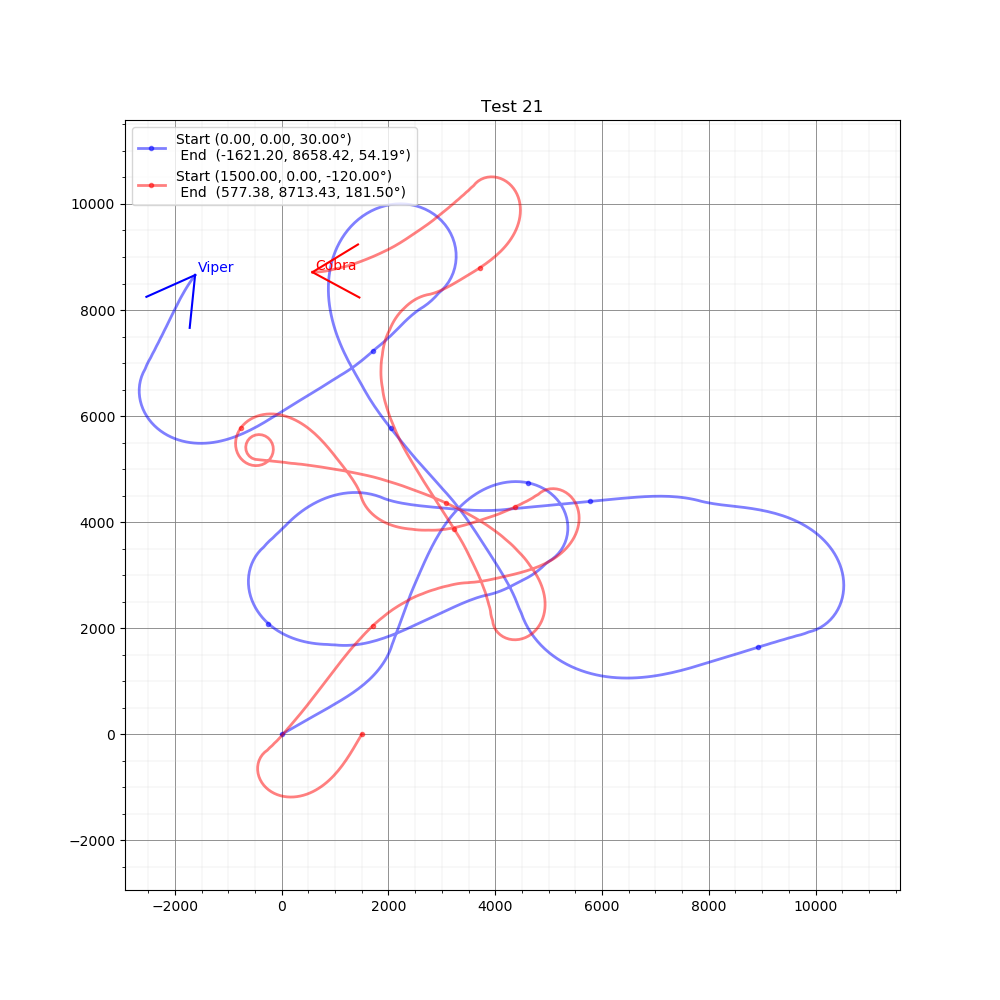 Test 21
Start (0.00, 0.00, 30.00°)
End  (-1621.20, 8658.42, 54.19°)
Start (1500.00, 0.00, -120.00°)
End  (577.38, 8713.43, 181.50°)
10000
Viper
Cobra
8000
6000
4000
2000
0
−2000
−2000
0
2000
4000
6000
8000
10000